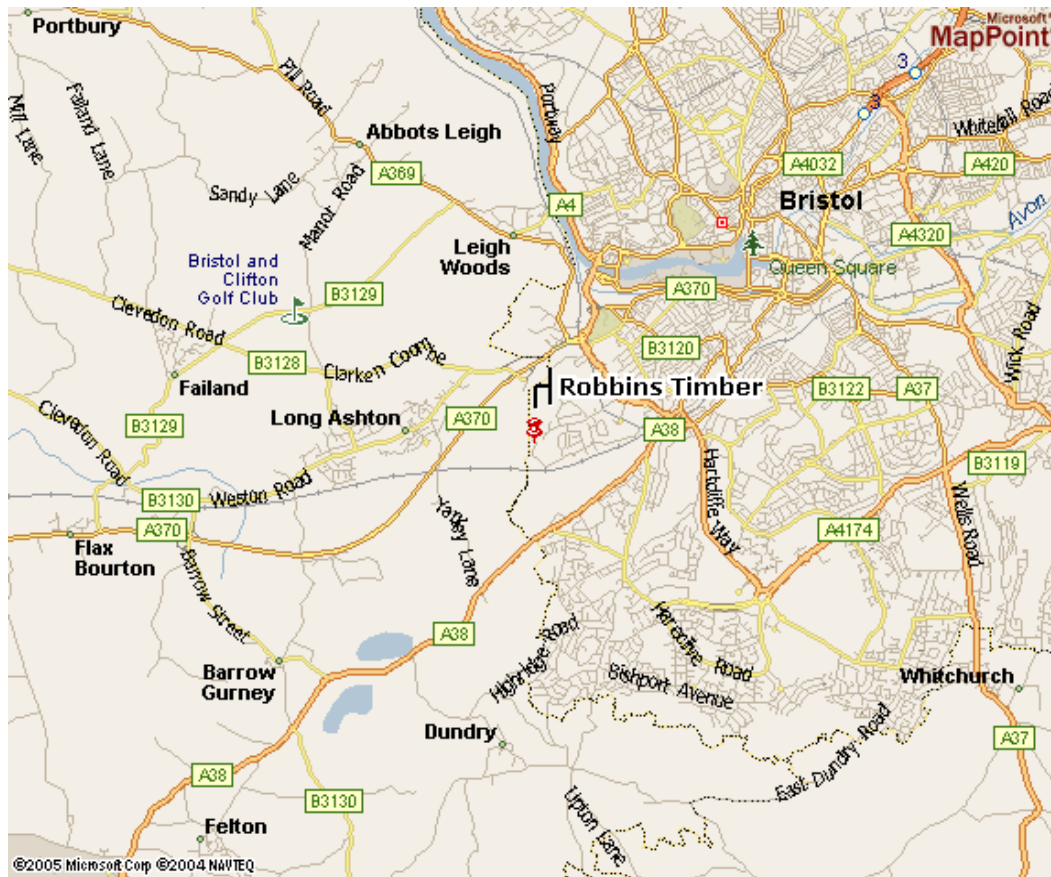 Portbury
Microsoft
MapPoint
3
3
Pill Road
Portway
Mill Lane
Failand Lane
Whitehall Road
Abbots Leigh
A4032
A420
A369
Sandy Lane
Manor Road
A4
Bristol
Avon
A4320
Leigh
Woods
Bristol and
Clifton
Golf Club
Queen Square
B3129
A370
Clevedon Road
Wick Road
B3128
Clarken Coombe
B3120
Failand
Robbins Timber
B3122
A37
Long Ashton
A370
Clevedon Road
B3129
A38
B3119
B3130
Weston Road
Hartcliffe Way
Wells Road
A370
Yanley Lane
A4174
Flax
Bourton
Barrow Street
A38
Highridge Road
Hareclive Road
Barrow
Gurney
Bishport Avenue
Whitchurch
Dundry
East Dundry Road
A37
A38
B3130
Upton Lane
Felton
©2005 Microsoft Corp ©2004 NAVTEQ